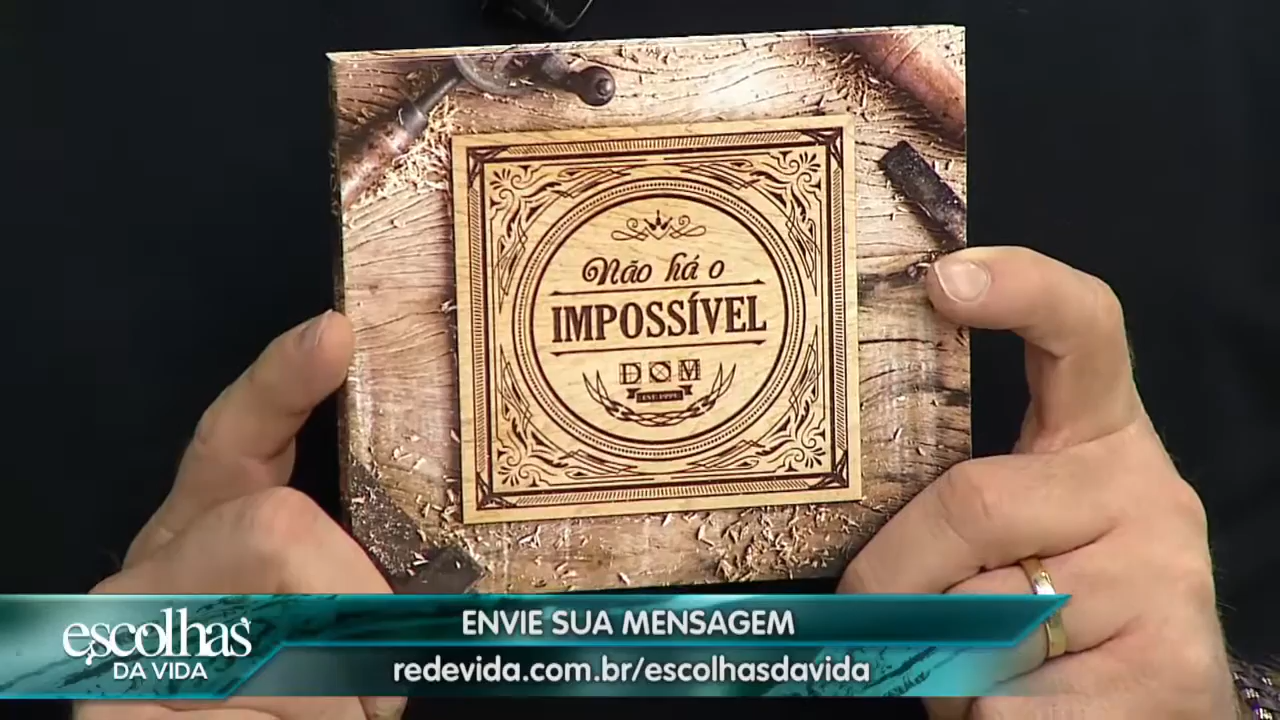 Não há o
IMPOSSÍVEL
DOM
ENVIE SUA MENSAGEM
escolhas
DA VIDA
redevida.com.br/escolhasdavida